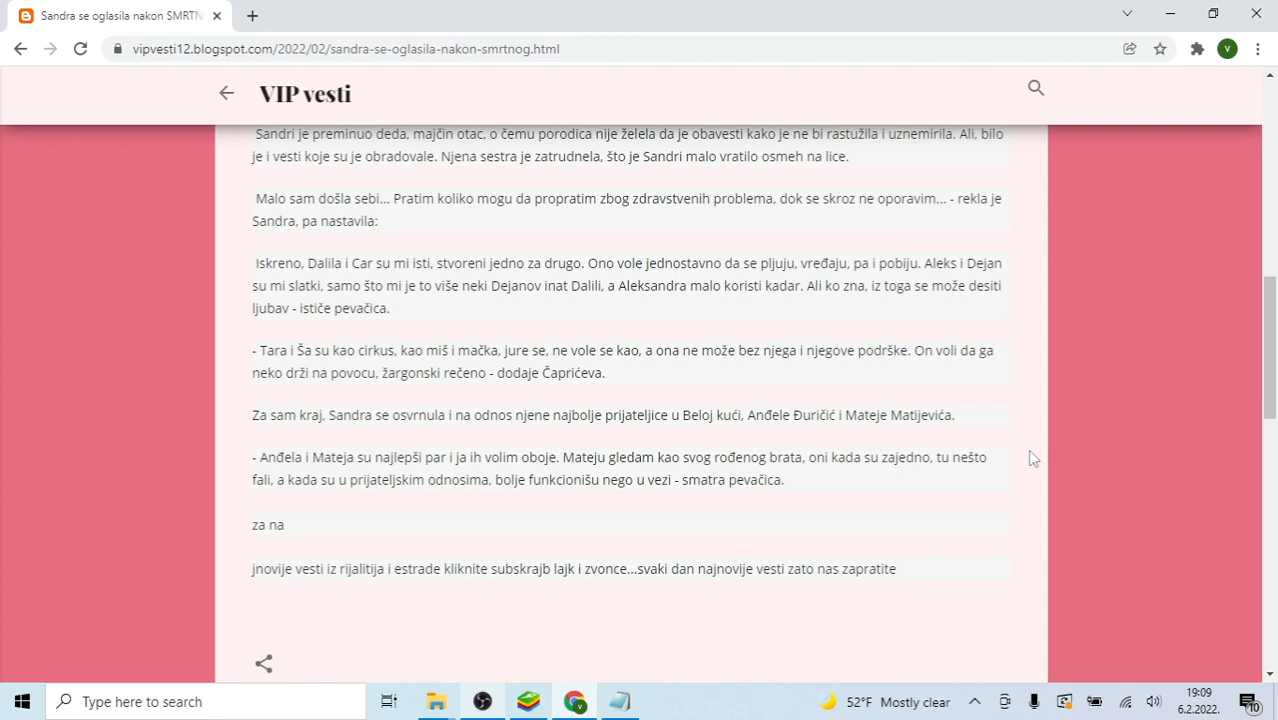 Sandra se oglasila nakon SMRTN
vipvesti12.blogspot.com/2022/02/sandra-se-oglasila-nakon-smrtnog.html
V
VIP vesti
Sandri je preminuo deda, majčin otac, o čemu porodica nije želela da je obavesti kako je ne bi rastužila i uznemirila. Ali, bilo
je i vesti koje su je obradovale. Njena sestra je zatrudnela, što je Sandri malo vratilo osmeh na lice.
Malo sam došla sebi... Pratim koliko mogu da propratim zbog zdravstvenih problema, dok se skroz ne oporavim... - rekla je
Sandra, pa nastavila:
Iskreno, Dalila i Car su mi isti, stvoreni jedno za drugo. Ono vole jednostavno da se pljuju, vređaju, pa i pobiju. Aleks i Dejan
su mi slatki, samo što mi je to više neki Dejanov inat Dalili, a Aleksandra malo koristi kadar. Ali ko zna, iz toga se može desiti
ljubav - ističe pevačica.
- Tara i Ša su kao cirkus, kao miš i mačka, jure se, ne vole se kao, a ona ne može bez njega i njegove podrške. On voli da ga
neko drži na povocu, žargonski rečeno - dodaje Čaprićeva.
Za sam kraj, Sandra se osvrnula i na odnos njene najbolje prijateljice u Beloj kući, Anđele Đuričić i Mateje Matijevića.
- Anđela i Mateja su najlepši par i ja ih volim oboje. Mateju gledam kao svog rođenog brata, oni kada su zajedno, tu nešto
fali, a kada su u prijateljskim odnosima, bolje funkcionišu nego u vezi - smatra pevačica.
za na
jnovije vesti iz rijalitija i estrade kliknite subskrajb lajk i zvonce...svaki dan najnovije vesti zato nas zapratite
Type here to search
52°F Mostly clear
19:09
6.2.2022.
10